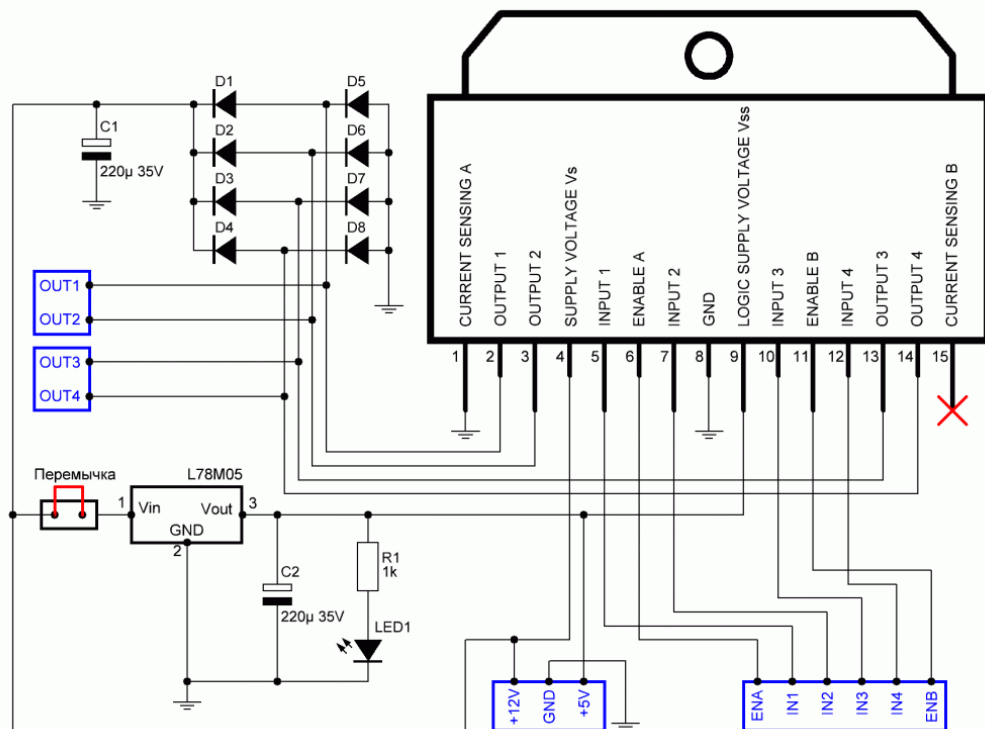 D1
D5
C1
220µ 35V
D2
D6
D3
D7
D4
D8
OUT1
OUT2
OUT3
OUT4
CURRENT SENSING A
OUTPUT 1
OUTPUT 2
SUPPLY VOLTAGE Vs
INPUT 1
ENABLE A
INPUT 2
GND
LOGIC SUPPLY VOLTAGE Vss
INPUT 3
ENABLE B
INPUT 4
OUTPUT 3
OUTPUT 4
CURRENT SENSING B
1 2 3 4 5 6 7 8 9 10 11 12 13 14 15
Перемычка
L78M05
1 Vin Vout 3
GND
2
C2
220µ 35V
R1
1k
LED1
+12V
GND
+5V
ENA
IN1
IN2
IN3
IN4
ENB